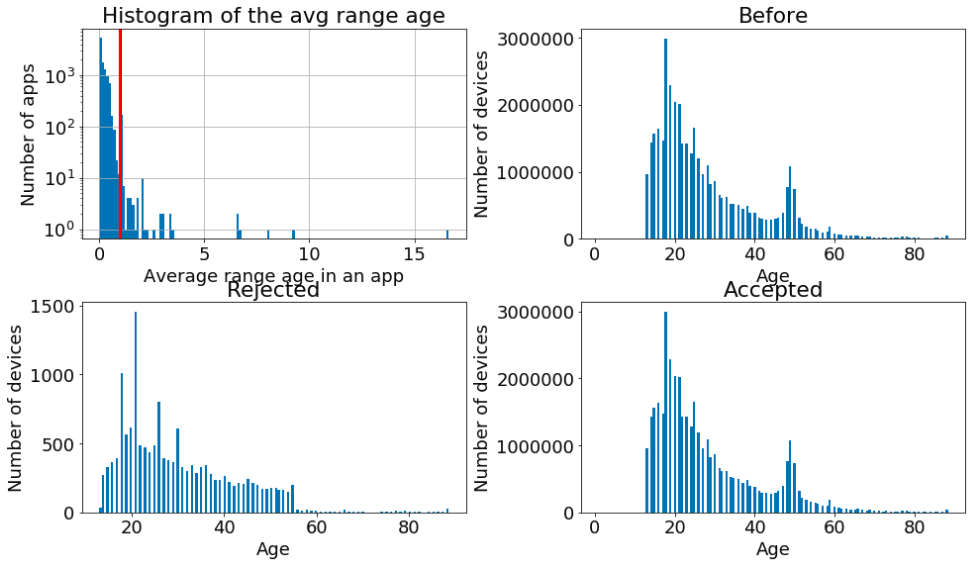 Histogram of the avg range age
Number of apps
10³
10²
10¹
10⁰
0 5 10 15
Average range age in an app
Before
Number of devices
3000000
2000000
1000000
0
0 20 40 60 80
Age
Rejected
Number of devices
1500
1000
500
0
20 40 60 80
Age
Accepted
Number of devices
3000000
2000000
1000000
0
0 20 40 60 80
Age